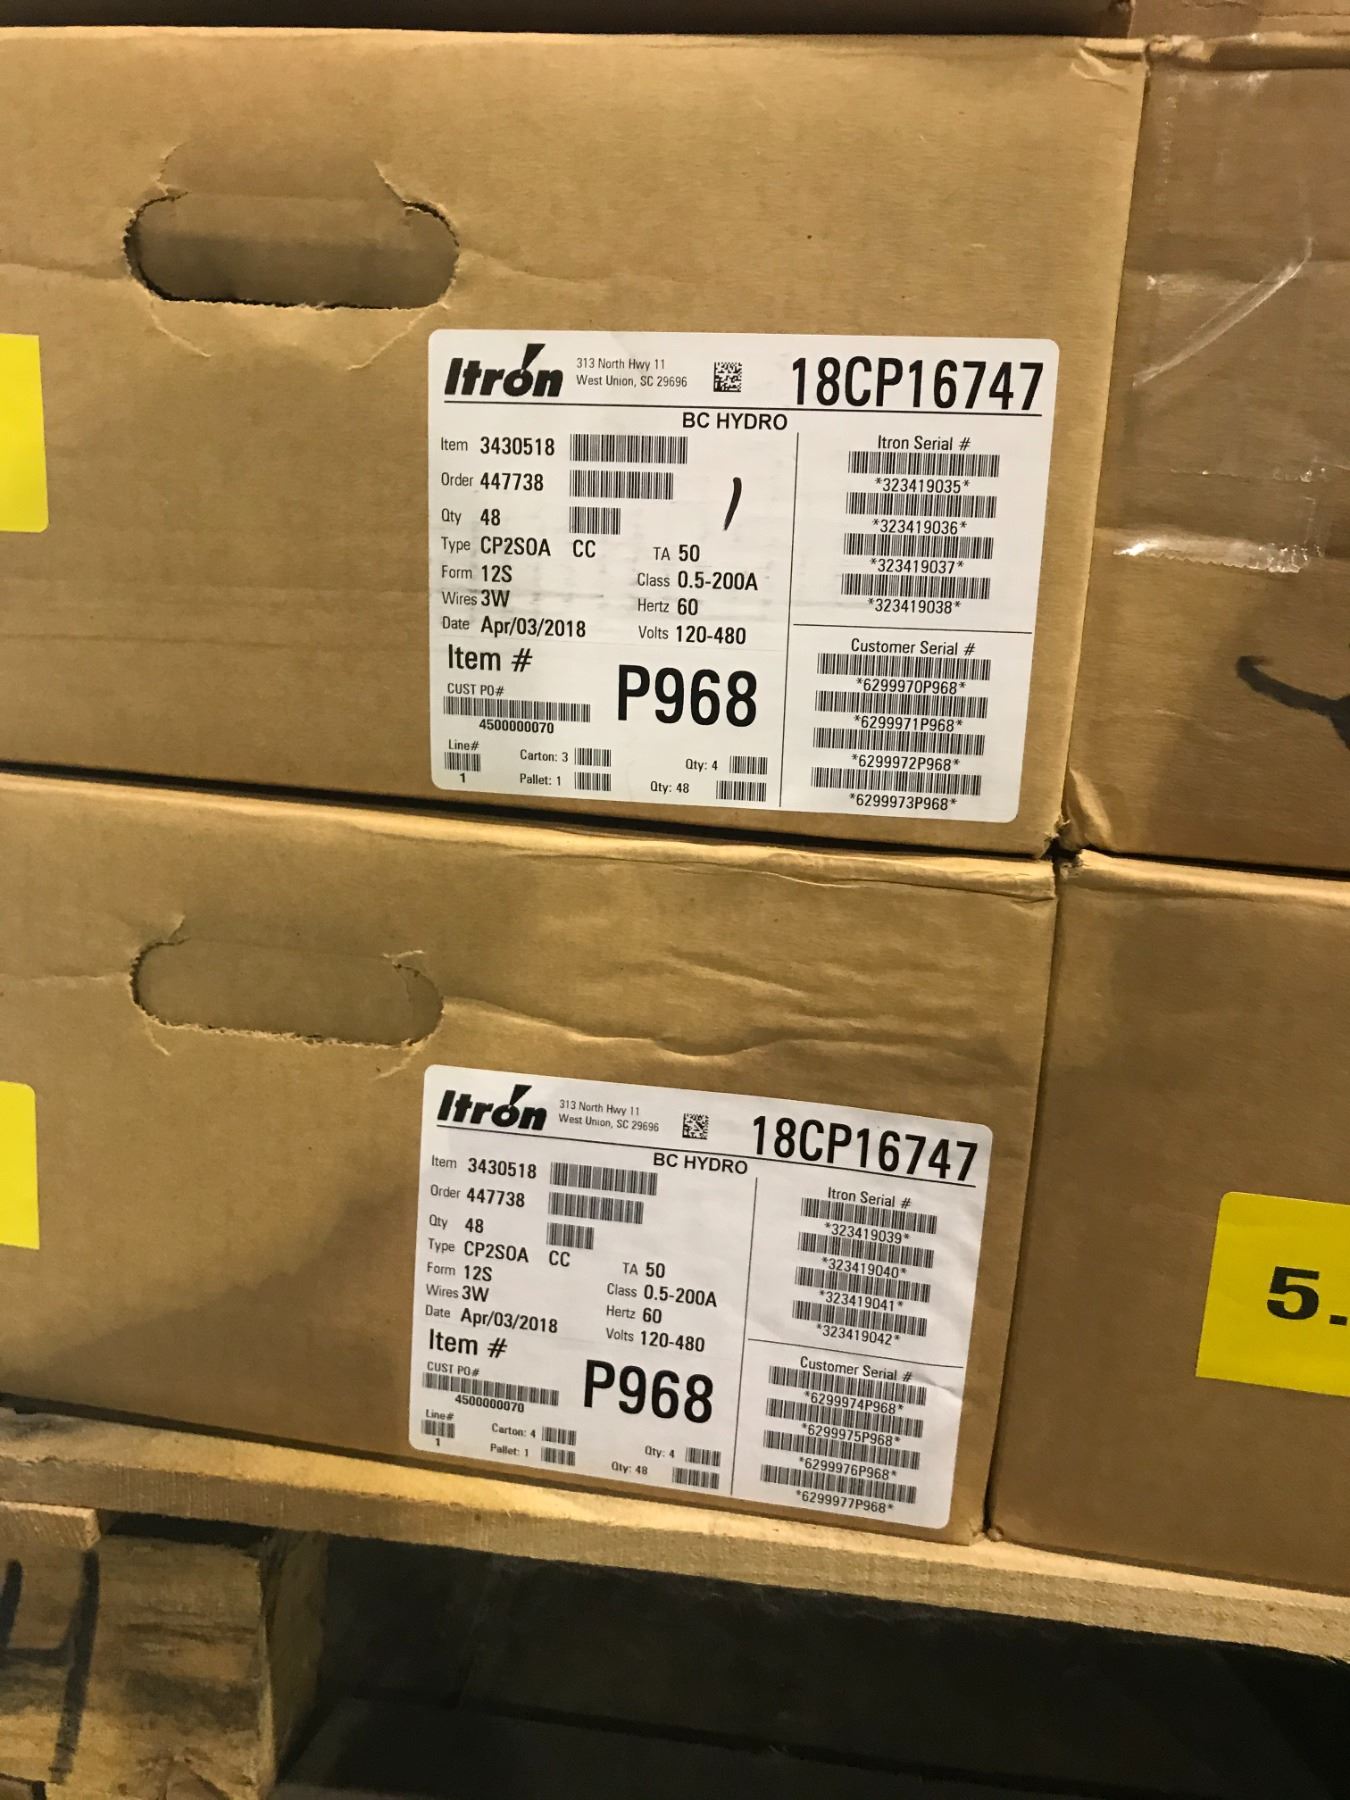 Itron 313 North Hwy 11 18CP16747
West Union, SC 29696
BC HYDRO
Item 3430518
Order 447738
Qty 48
Type CP2SOA CC TA 50
Form 12S Class 0.5-200A
Wires 3W Hertz 60
Date Apr/03/2018 Volts 120-480
Item # P968
CUST PO#
4500000070
Line# Carton: 3 Qty: 4
1 Pallet: 1 Qty: 48
Itron Serial #
*323419035*
*323419036*
*323419037*
*323419038*
Customer Serial #
*6299970P968*
*6299971P968*
*6299972P968*
*6299973P968*
Itron 313 North Hwy 11 18CP16747
West Union, SC 29696
BC HYDRO
Item 3430518
Order 447738
Qty 48
Type CP2SOA CC TA 50
Form 12S Class 0.5-200A
Wires 3W Hertz 60
Date Apr/03/2018 Volts 120-480
Item # P968
CUST PO#
4500000070
Line# Carton: 4 Qty: 4
1 Pallet: 1 Qty: 48
Itron Serial #
*323419039*
*323419040*
*323419041*
*323419042*
Customer Serial #
*6299974P968*
*6299975P968*
*6299976P968*
*6299977P968*
5.